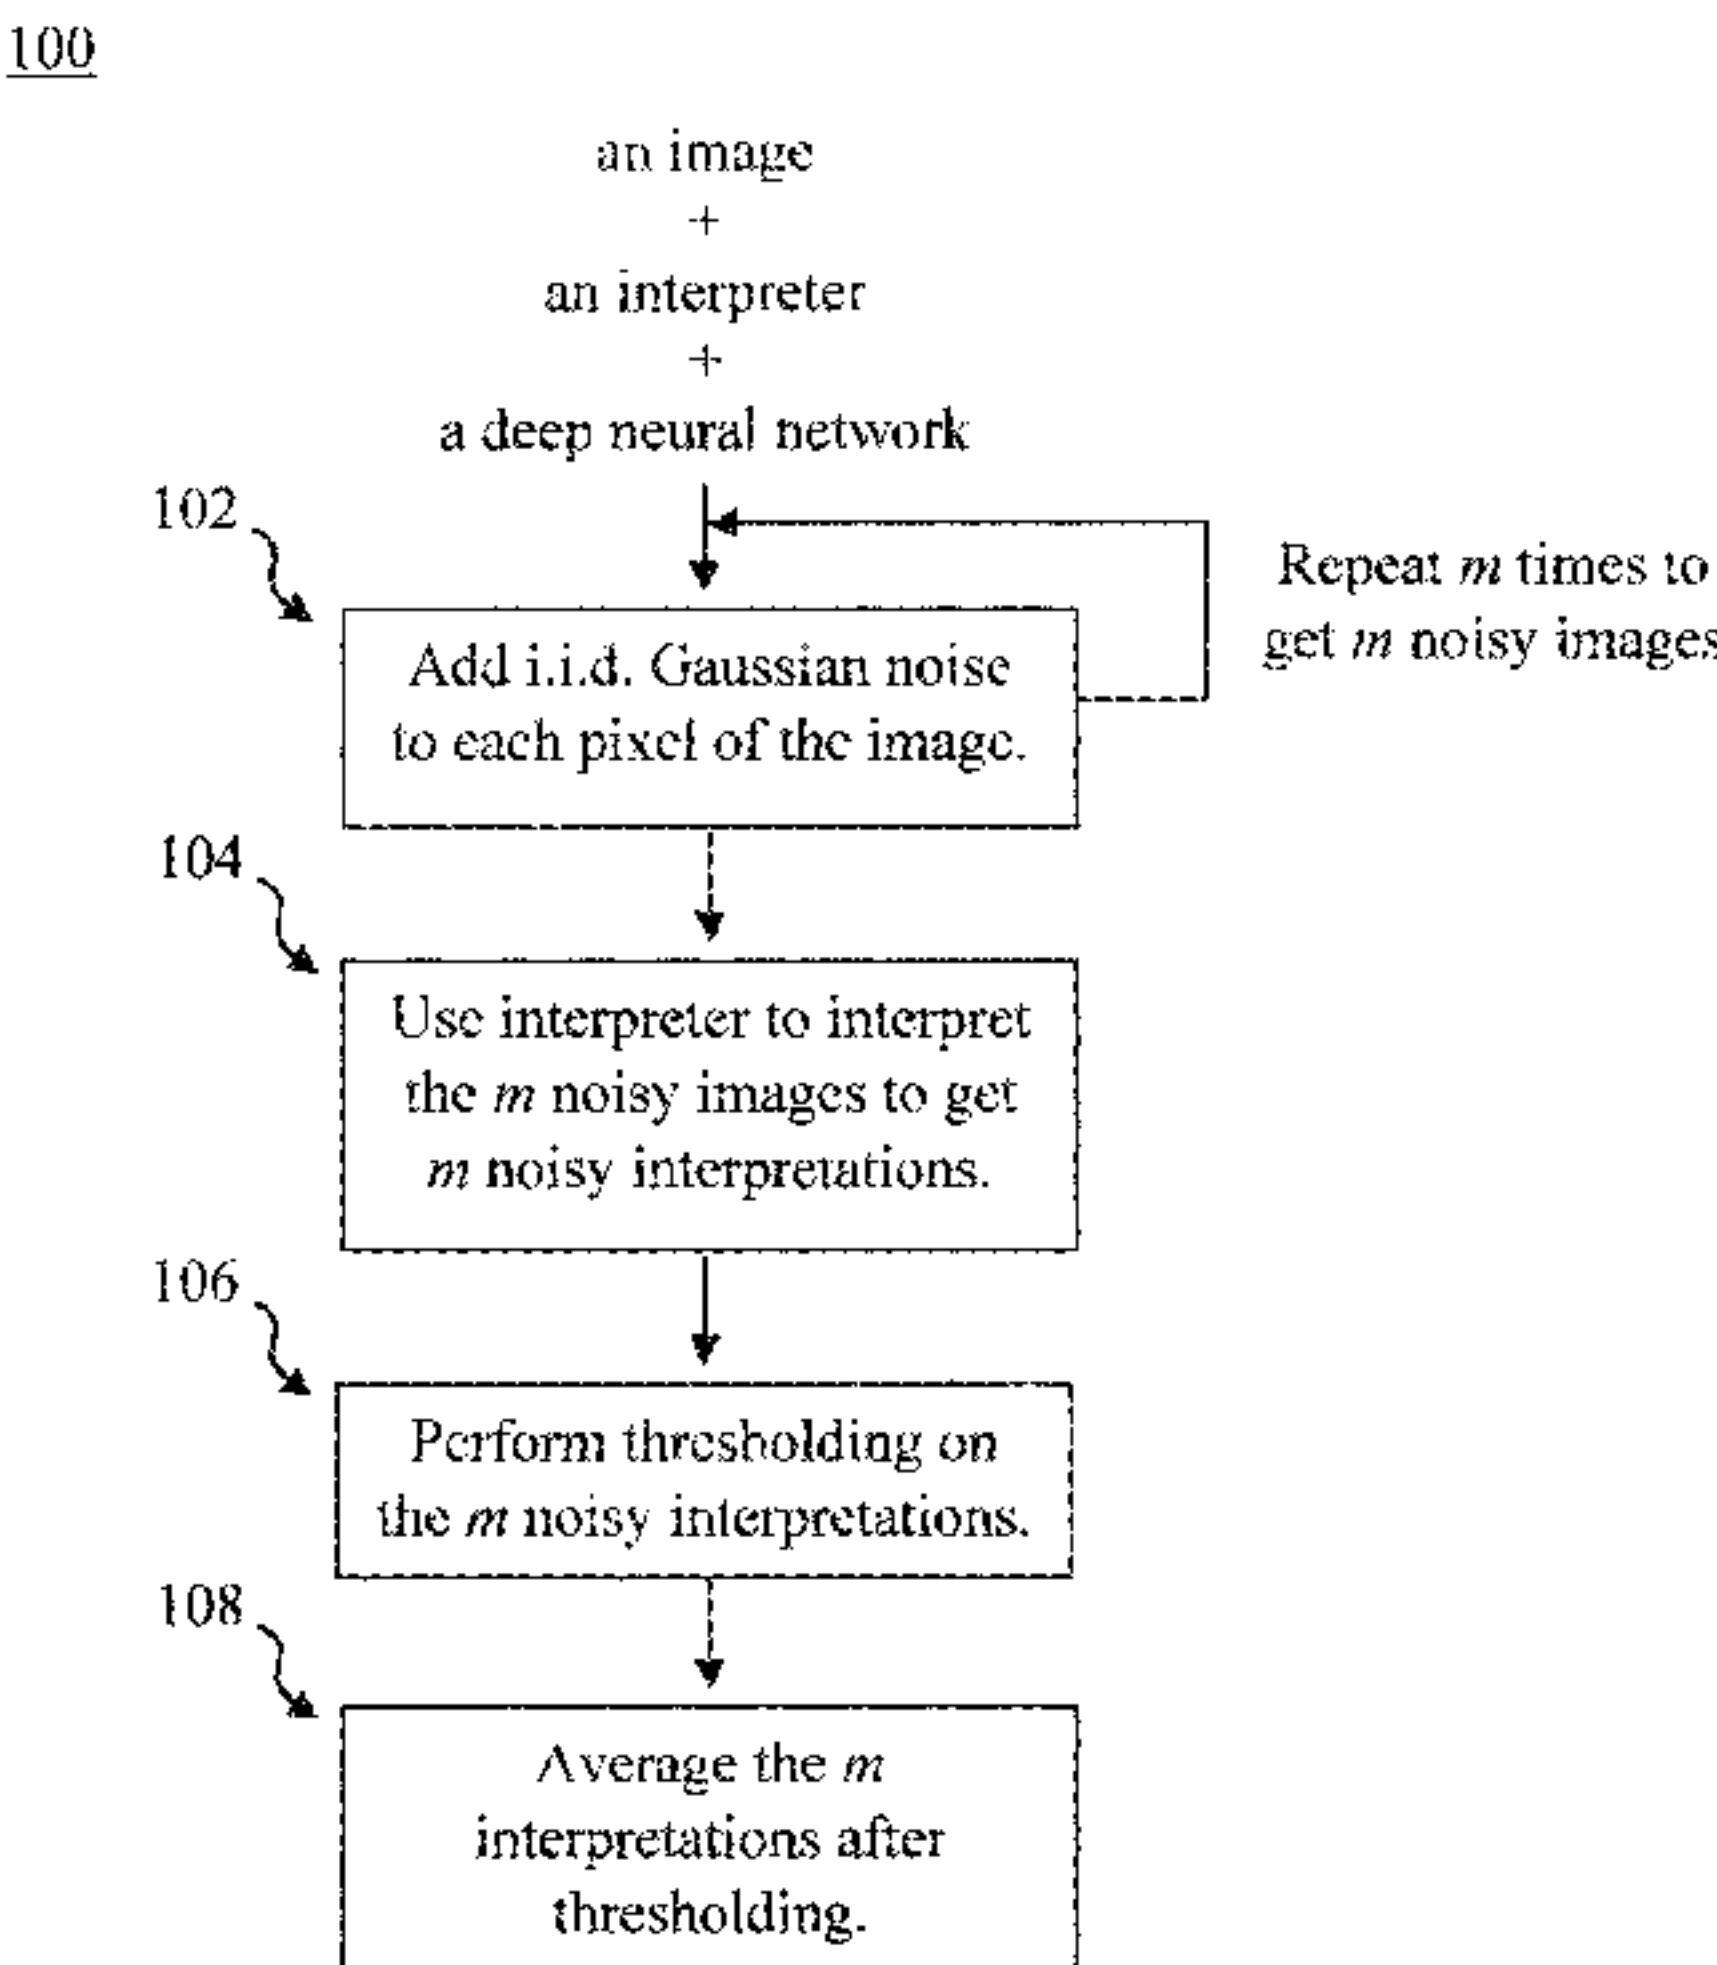 100
an image
+
an interpreter
+
a deep neural network
102
Repeat m times to
get m noisy images
Add i.i.d. Gaussian noise
to each pixel of the image.
104
Use interpreter to interpret
the m noisy images to get
m noisy interpretations.
106
Perform thresholding on
the m noisy interpretations.
108
Average the m
interpretations after
thresholding.